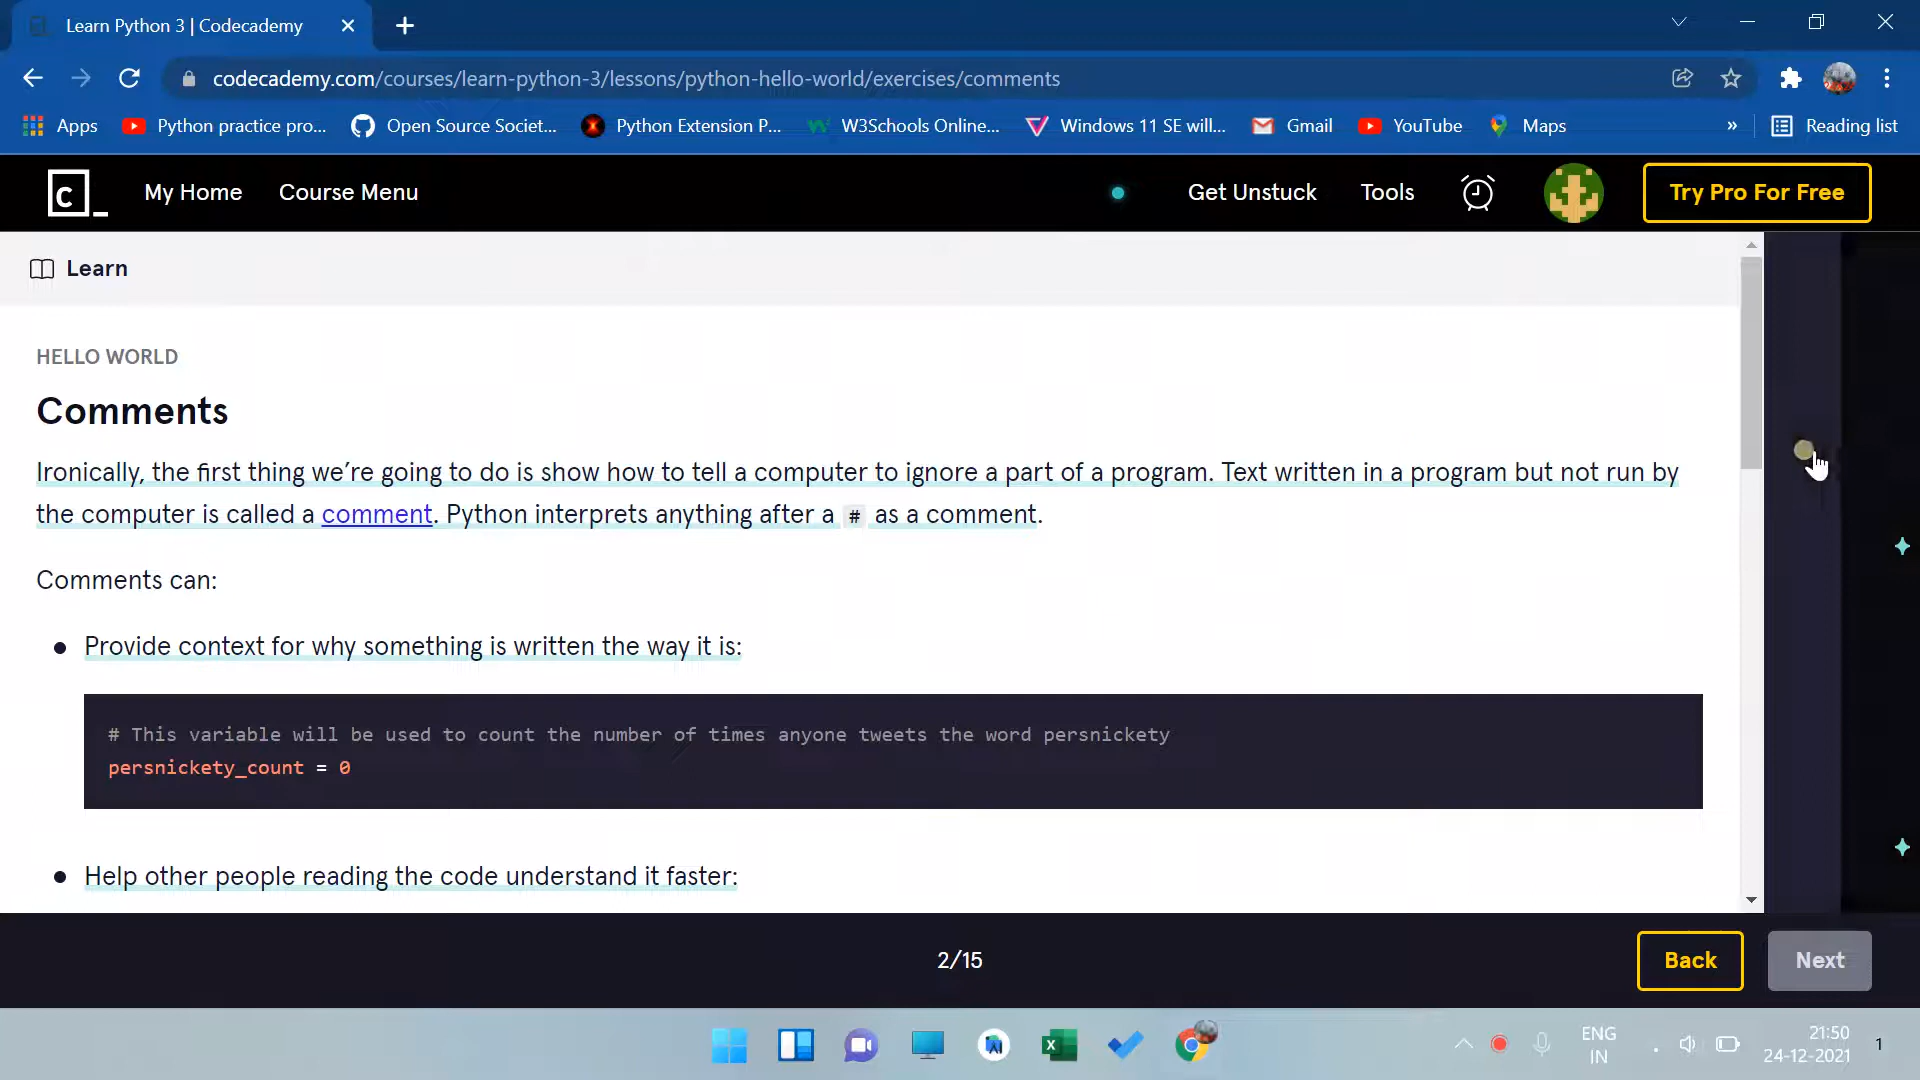 Learn Python 3 | Codecademy
codecademy.com/courses/learn-python-3/lessons/python-hello-world/exercises/comments
Apps Python practice pro... Open Source Societ... Python Extension P... W3Schools Online... Windows 11 SE will... Gmail YouTube Maps » Reading list
c_ My Home Course Menu Get Unstuck Tools Try Pro For Free
Learn
HELLO WORLD
Comments
Ironically, the first thing we’re going to do is show how to tell a computer to ignore a part of a program. Text written in a program but not run by
the computer is called a comment. Python interprets anything after a # as a comment.
Comments can:
• Provide context for why something is written the way it is:
# This variable will be used to count the number of times anyone tweets the word persnickety
persnickety_count = 0
• Help other people reading the code understand it faster:
2/15 Back Next
ENG 21:50
IN 24-12-2021 1